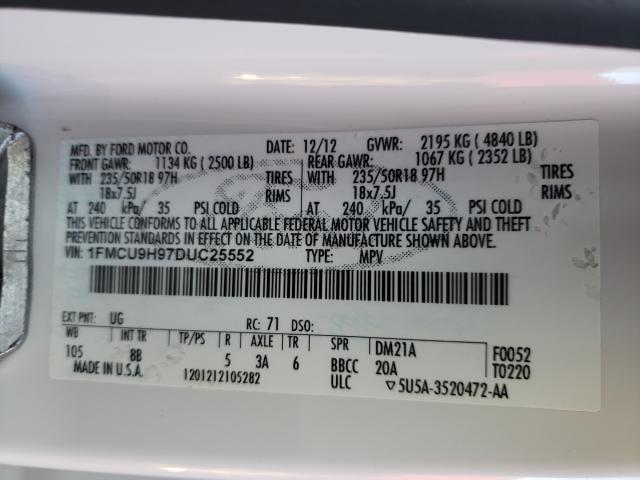 MFD. BY FORD MOTOR CO. DATE: 12/12 GVWR: 2195 KG ( 4840 LB)
FRONT GAWR: 1134 KG ( 2500 LB) REAR GAWR: 1067 KG ( 2352 LB)
WITH 235/50R18 97H TIRES WITH 235/50R18 97H TIRES
18x7.5J RIMS 18x7.5J RIMS
AT 240 kPa/ 35 PSI COLD AT 240 kPa/ 35 PSI COLD
THIS VEHICLE CONFORMS TO ALL APPLICABLE FEDERAL MOTOR VEHICLE SAFETY AND THEFT
PREVENTION STANDARDS IN EFFECT ON THE DATE OF MANUFACTURE SHOWN ABOVE.
VIN: 1FMCU9H97DUC25552 TYPE: MPV
EXT PNT: UG RC: 71 DSO:
WB INT TR TP/PS R AXLE TR SPR DM21A F0052
105 8B 5 3A 6 BBCC 20A T0220
MADE IN U.S.A. 1201212105282 ULC ▽5U5A-3520472-AA